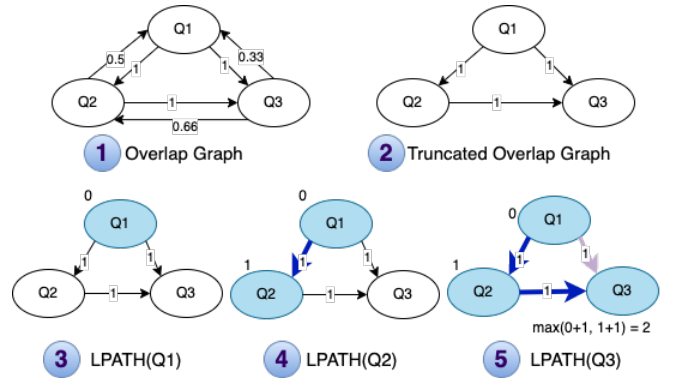 Q1
0.5
1
1
0.33
Q2
1
Q3
0.66
1 Overlap Graph
Q1
1
1
Q2
1
Q3
2 Truncated Overlap Graph
0
Q1
1
1
Q2
1
Q3
3 LPATH(Q1)
0
Q1
1
1
1
Q2
1
Q3
4 LPATH(Q2)
0
Q1
1
1
1
Q2
1
Q3
max(0+1, 1+1) = 2
5 LPATH(Q3)